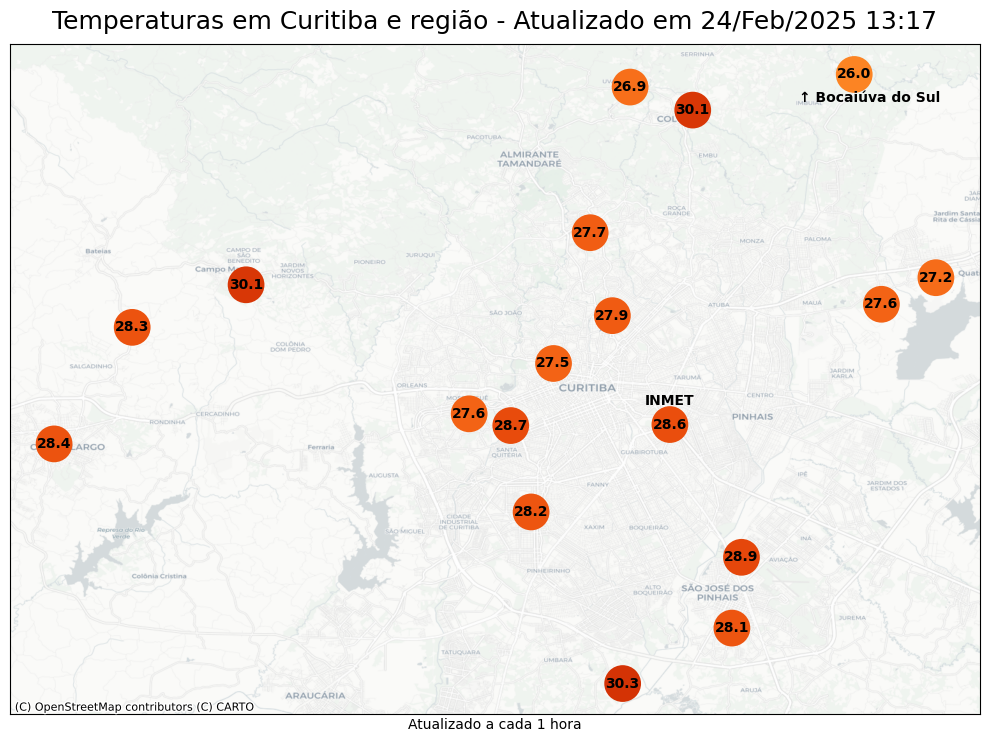 Temperaturas em Curitiba e região - Atualizado em 24/Feb/2025 13:17
SERRINHA
26.0
26.9
↑ Bocaiúva do Sul
30.1
PACOTUBA
ALMIRANTE
TAMANDARÉ
EMBU
ROÇA
GRANDE
Jardim Santa
Rita de Cássia
27.7
MONZA
PALOMA
Bateias
CAMPO DE
SÃO
BENEDITO
JURUQUI
PIONEIRO
JARDIM
NOVOS
HORIZONTES
27.2
30.1
27.6
MAUÁ
ATUBA
28.3
SÃO JOÃO
27.9
COLÔNIA
DOM PEDRO
SALGADINHO
27.5
JARDIM
KARLA
TARUMÃ
ORLEANS
CURITIBA
CENTRO
INMET
27.6
CERCADINHO
RONDINHA
PINHAIS
28.7
28.6
28.4
Ferraria
SANTA
QUITÉRIA
GUABIROTUBA
AUGUSTA
IPÊ
FANNY
JARDIM DOS
ESTADOS
28.2
CIDADE
INDUSTRIAL
DE CURITIBA
XAXIM
BOQUEIRÃO
Represa do Rio
Verde
SÃO MIGUEL
INÁ
28.9
AVIAÇÃO
PINHEIRINHO
Colônia Cristina
ALTO
BOQUEIRÃO
SÃO JOSÉ DOS
PINHAIS
JUREMA
28.1
TATUQUARA
UMBARÁ
30.3
ARUJÁ
ARAUCÁRIA
(C) OpenStreetMap contributors (C) CARTO
Atualizado a cada 1 hora